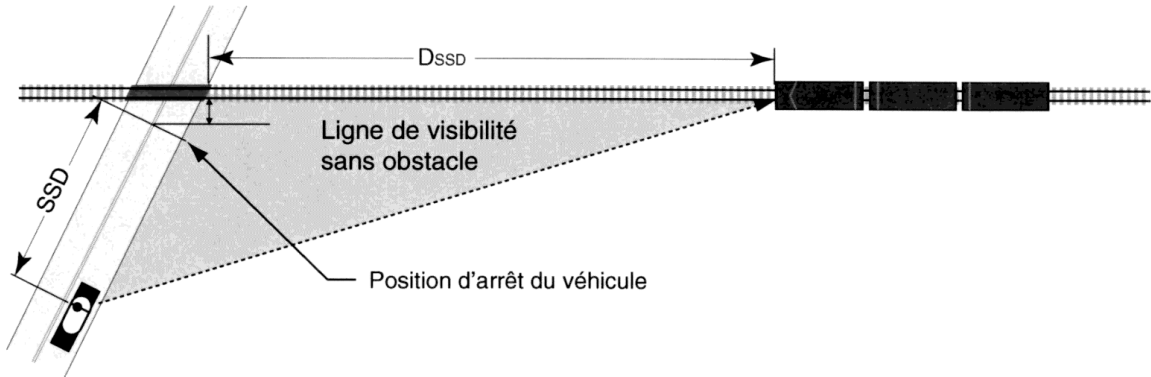 DSSD
Ligne de visibilité
sans obstacle
SSD
Position d'arrêt du véhicule